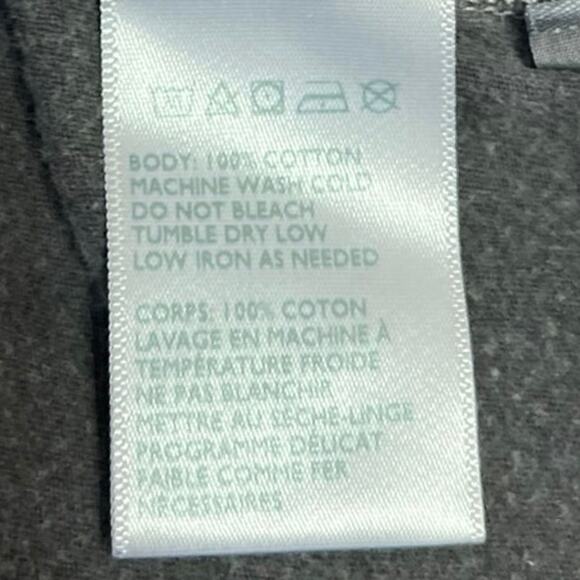 BODY: 100% COTTON
MACHINE WASH COLD
DO NOT BLEACH
TUMBLE DRY LOW
LOW IRON AS NEEDED
CORPS: 100% COTON
LAVAGE EN MACHINE À
TEMPÉRATURE FROIDE
NE PAS BLANCHIR
METTRE AU SÈCHE-LINGE
PROGRAMME DÉLICAT
FAIBLE COMME FER
NÉCESSAIRES